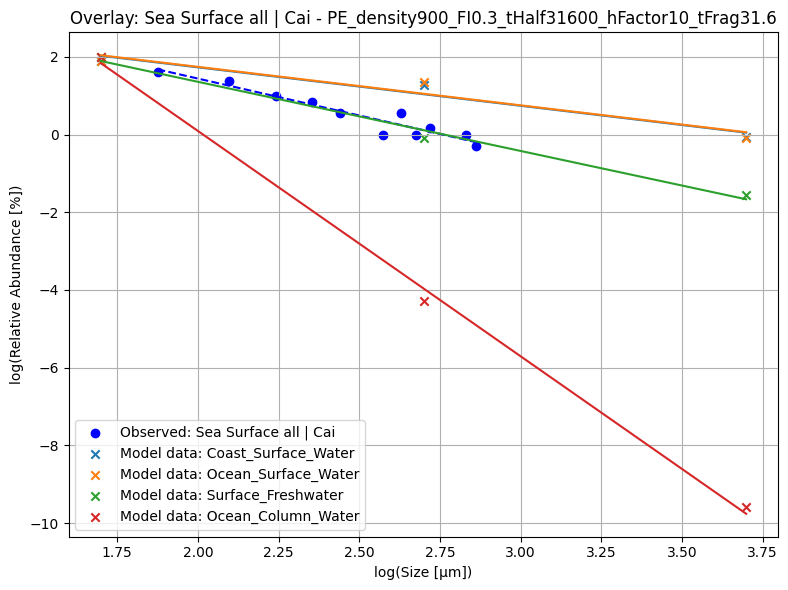 Overlay: Sea Surface all | Cai - PE_density900_FI0.3_tHalf31600_hFactor10_tFrag31.6
log(Relative Abundance [%])
2
0
−2
−4
−6
−8
−10
Observed: Sea Surface all | Cai
Model data: Coast_Surface_Water
Model data: Ocean_Surface_Water
Model data: Surface_Freshwater
Model data: Ocean_Column_Water
1.75 2.00 2.25 2.50 2.75 3.00 3.25 3.50 3.75
log(Size [μm])